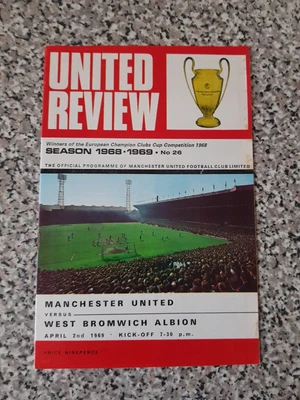 UNITED
REVIEW
Winners of the European Champion Clubs Cup Competition 1968
SEASON 1968-1969 • No 26
THE OFFICIAL PROGRAMME OF MANCHESTER UNITED FOOTBALL CLUB LIMITED
MANCHESTER UNITED
VERSUS
WEST BROMWICH ALBION
APRIL 2nd 1969 • KICK-OFF 7-30 p.m.
PRICE NINEPENCE